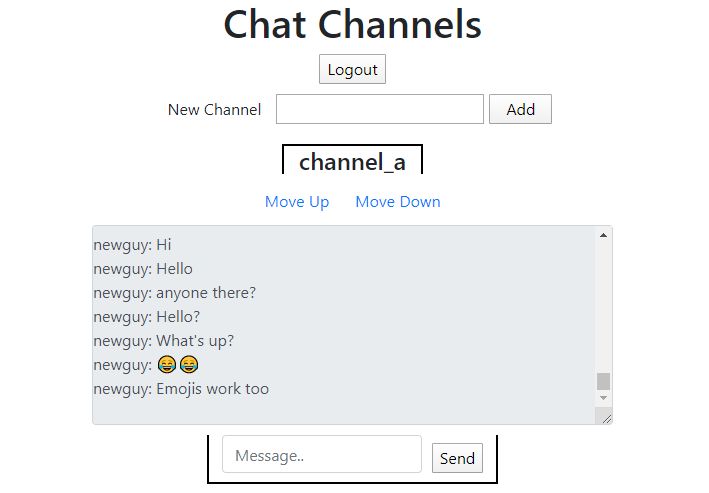 Chat Channels
Logout
New Channel Add
channel_a
Move Up Move Down
newguy: Hi
newguy: Hello
newguy: anyone there?
newguy: Hello?
newguy: What's up?
newguy: 😂😂
newguy: Emojis work too
Message.. Send